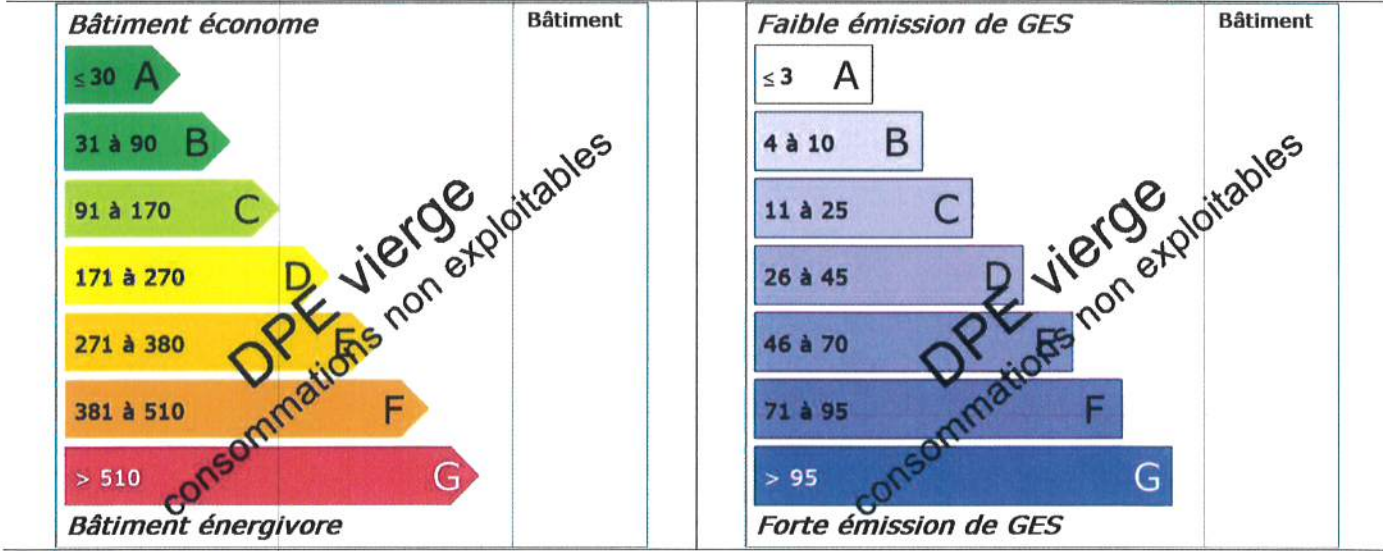 Bâtiment économe
Bâtiment
≤ 30 A
31 à 90 B
91 à 170 C
171 à 270 D
271 à 380 E
381 à 510 F
> 510 G
Bâtiment énergivore
DPE vierge
consommations non exploitables
Faible émission de GES
Bâtiment
≤ 3 A
4 à 10 B
11 à 25 C
26 à 45 D
46 à 70 E
71 à 95 F
> 95 G
Forte émission de GES
DPE vierge
consommations non exploitables